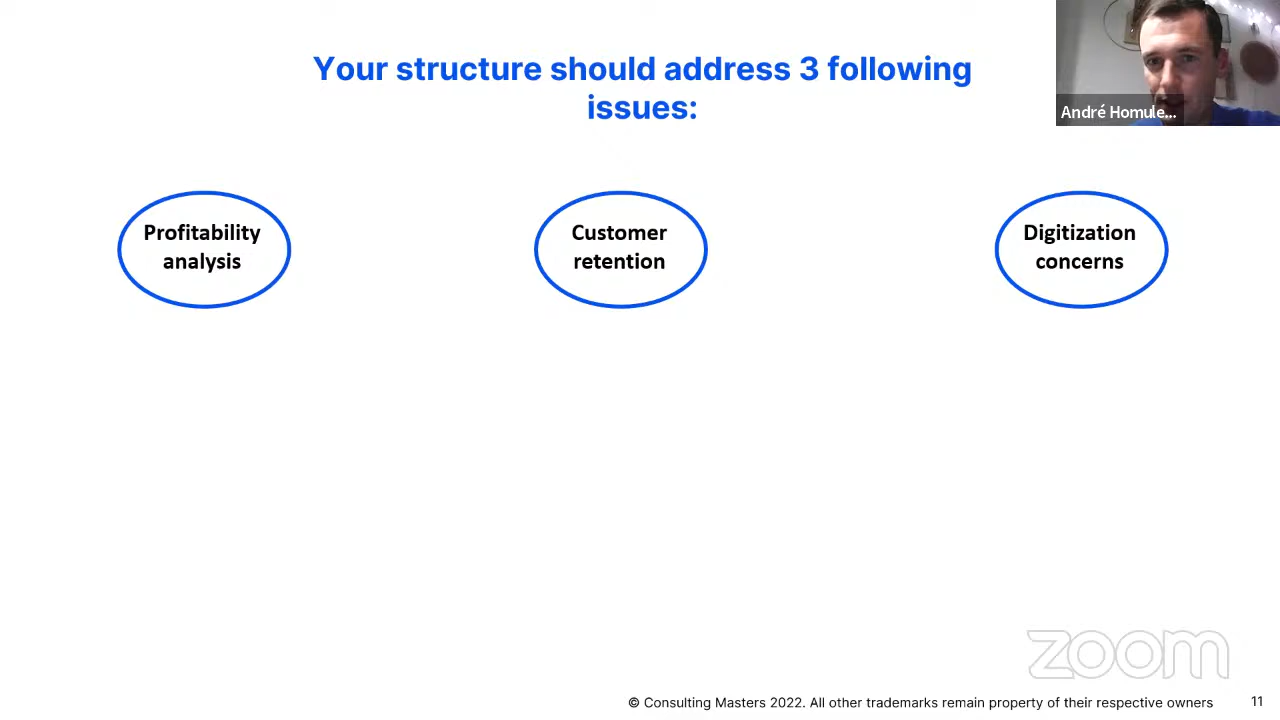 Your structure should address 3 following
issues:
André Homule...
Profitability
analysis
Customer
retention
Digitization
concerns
zoom
© Consulting Masters 2022. All other trademarks remain property of their respective owners
11